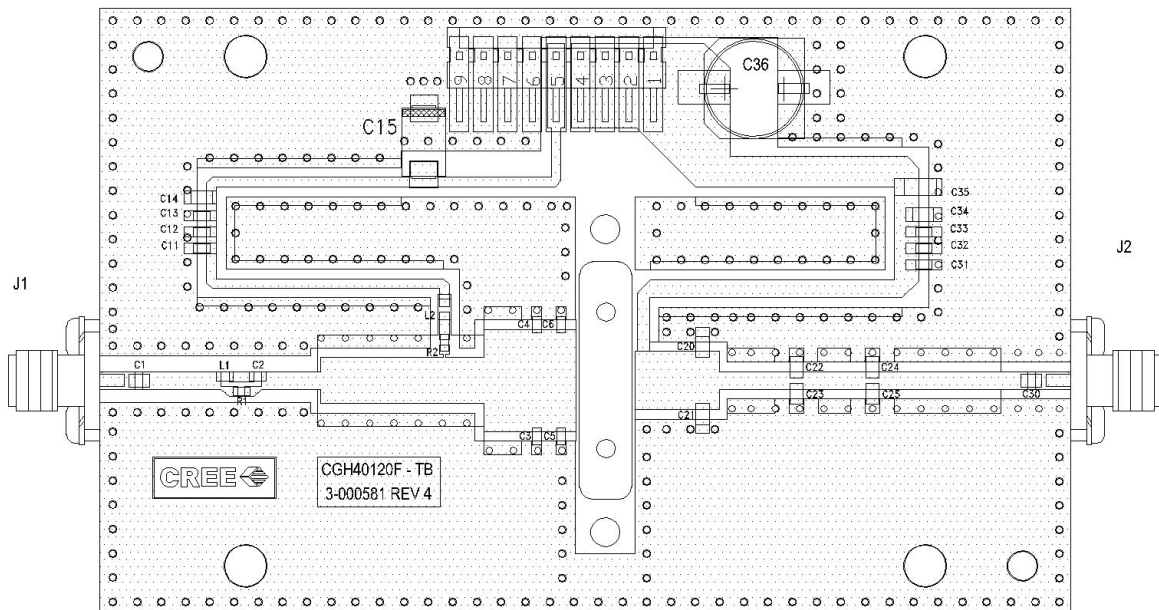 9 8 7 6 5 4 3 2 1
C36
C15
C14
C13
C12
C11
C35
C34
C33
C32
C31
J1
J2
L2
R2
C4 C6
C20
C1 L1 C2
R1
C22 C24
C23 C25
C30
C21
C3 C5
CREE
CGH40120F - TB
3-000581 REV 4